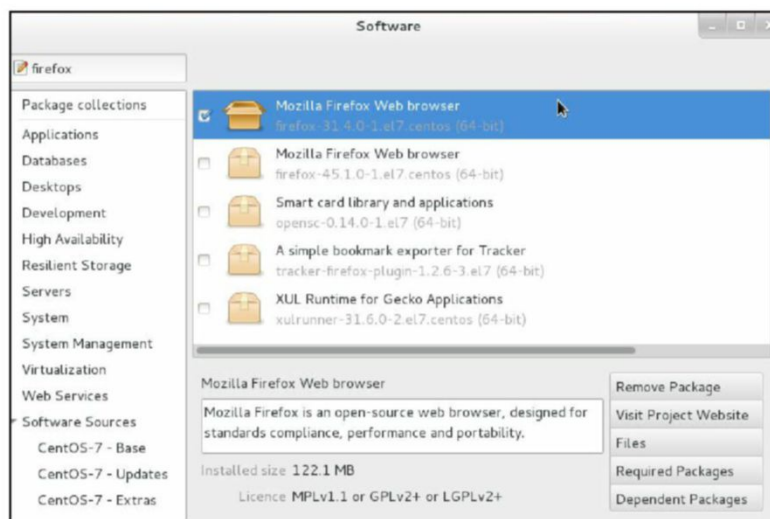 Software
firefox
Package collections
Applications
Databases
Desktops
Development
High Availability
Resilient Storage
Servers
System
System Management
Virtualization
Web Services
Software Sources
CentOS-7 - Base
CentOS-7 - Updates
CentOS-7 - Extras
Mozilla Firefox Web browser
firefox-31.4.0-1.el7.centos (64-bit)
Mozilla Firefox Web browser
firefox-45.1.0-1.el7.centos (64-bit)
Smart card library and applications
opensc-0.14.0-1.el7 (64-bit)
A simple bookmark exporter for Tracker
tracker-firefox-plugin-1.2.6-3.el7 (64-bit)
XUL Runtime for Gecko Applications
xulrunner-31.6.0-2.el7.centos (64-bit)
Mozilla Firefox Web browser
Mozilla Firefox is an open-source web browser, designed for
standards compliance, performance and portability.
Installed size 122.1 MB
Licence MPLv1.1 or GPLv2+ or LGPLv2+
Remove Package
Visit Project Website
Files
Required Packages
Dependent Packages